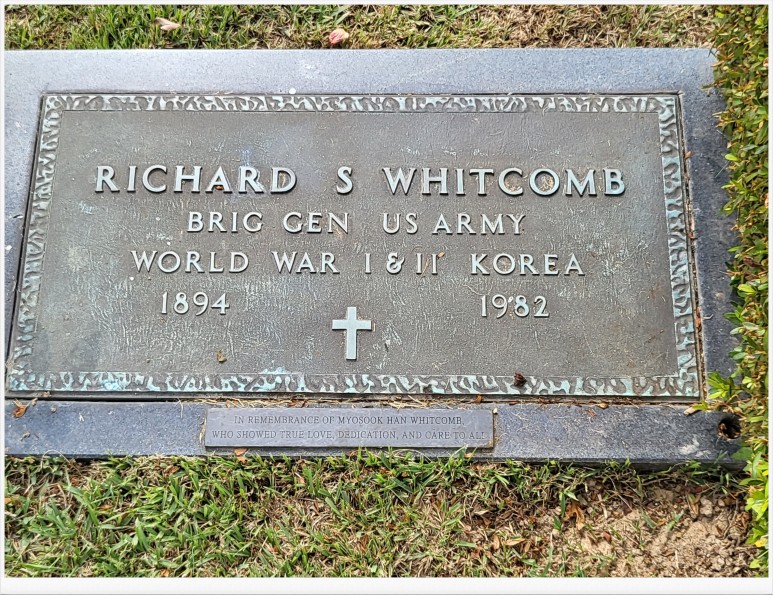 RICHARD S WHITCOMB
BRIG GEN US ARMY
WORLD WAR I & II KOREA
1894 1982
IN REMEMBRANCE OF MYOSOOK HAN WHITCOMB,
WHO SHOWED TRUE LOVE, DEDICATION, AND CARE TO ALL